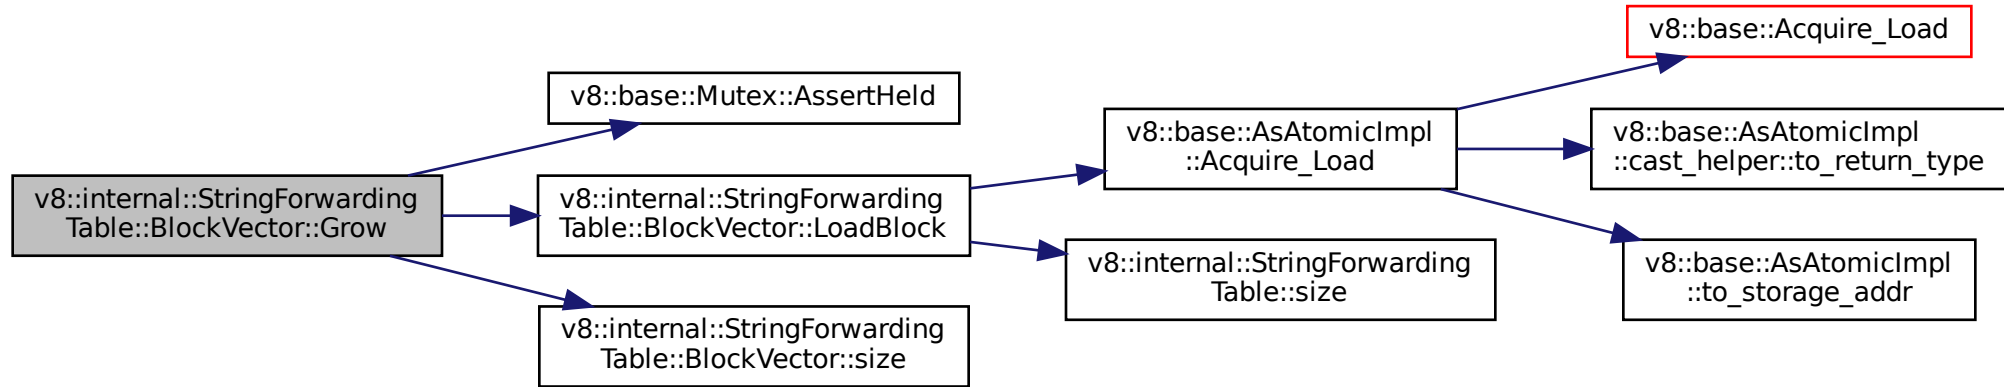 v8::internal::StringForwarding
Table::BlockVector::Grow
v8::base::Mutex::AssertHeld
v8::internal::StringForwarding
Table::BlockVector::LoadBlock
v8::internal::StringForwarding
Table::BlockVector::size
v8::base::AsAtomicImpl
::Acquire_Load
v8::internal::StringForwarding
Table::size
v8::base::Acquire_Load
v8::base::AsAtomicImpl
::cast_helper::to_return_type
v8::base::AsAtomicImpl
::to_storage_addr